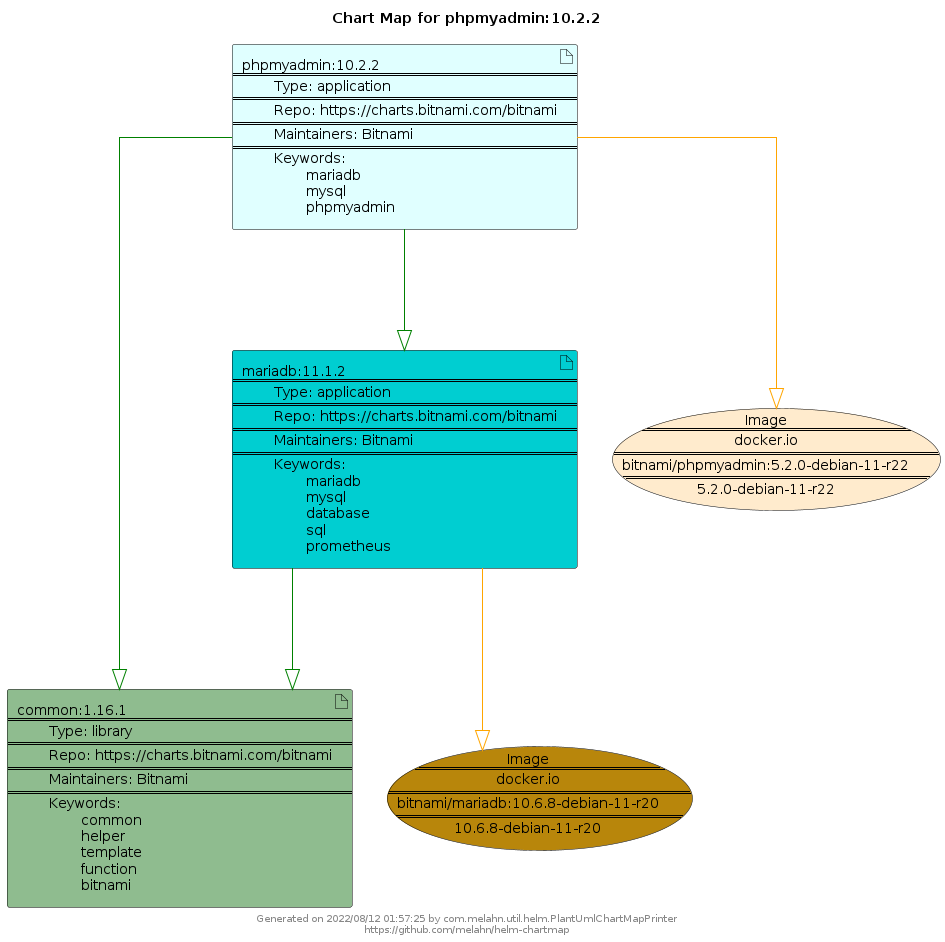 Chart Map for phpmyadmin:10.2.2
phpmyadmin:10.2.2
Type: application
Repo: https://charts.bitnami.com/bitnami
Maintainers: Bitnami
Keywords:
mariadb
mysql
phpmyadmin
mariadb:11.1.2
Type: application
Repo: https://charts.bitnami.com/bitnami
Maintainers: Bitnami
Keywords:
mariadb
mysql
database
sql
prometheus
Image
docker.io
bitnami/phpmyadmin:5.2.0-debian-11-r22
5.2.0-debian-11-r22
common:1.16.1
Type: library
Repo: https://charts.bitnami.com/bitnami
Maintainers: Bitnami
Keywords:
common
helper
template
function
bitnami
Image
docker.io
bitnami/mariadb:10.6.8-debian-11-r20
10.6.8-debian-11-r20
Generated on 2022/08/12 01:57:25 by com.melahn.util.helm.PlantUmlChartMapPrinter
https://github.com/melahn/helm-chartmap